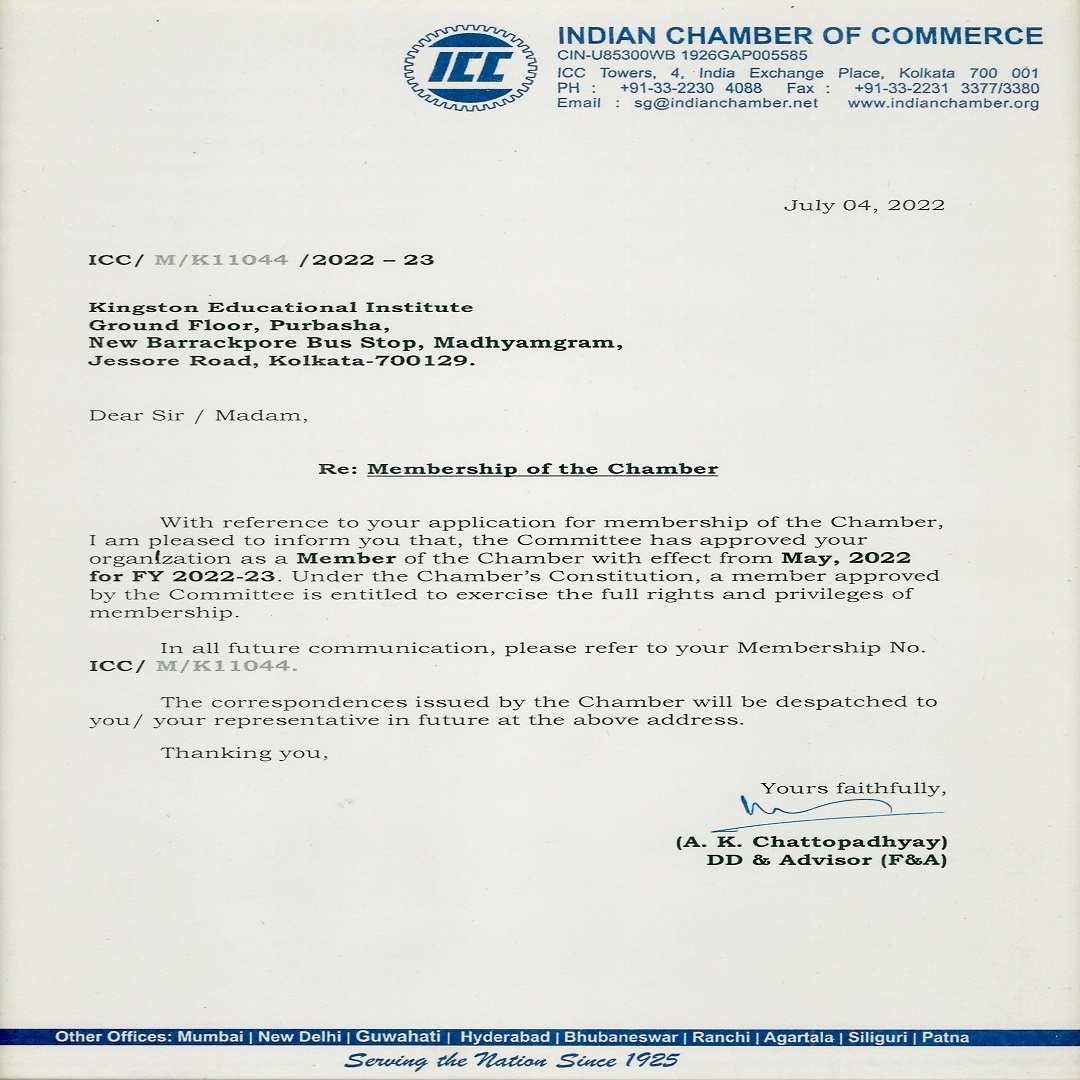 ICC
INDIAN CHAMBER OF COMMERCE
CIN-U85300WB 1926GAP005585
ICC Towers, 4, India Exchange Place, Kolkata 700 001
PH : +91-33-2230 4088 Fax : +91-33-2231 3377/3380
Email : sg@indianchamber.net www.indianchamber.org
July 04, 2022
ICC/ M/K11044 /2022 – 23
Kingston Educational Institute
Ground Floor, Purbasha,
New Barrackpore Bus Stop, Madhyamgram,
Jessore Road, Kolkata-700129.
Dear Sir / Madam,
Re: Membership of the Chamber
With reference to your application for membership of the Chamber,
I am pleased to inform you that, the Committee has approved your
organization as a Member of the Chamber with effect from May, 2022
for FY 2022-23. Under the Chamber's Constitution, a member approved
by the Committee is entitled to exercise the full rights and privileges of
membership.
In all future communication, please refer to your Membership No.
ICC/ M/K11044.
The correspondences issued by the Chamber will be despatched to
you/ your representative in future at the above address.
Thanking you,
Yours faithfully,
(A. K. Chattopadhyay)
DD & Advisor (F&A)
Other Offices: Mumbai | New Delhi | Guwahati | Hyderabad | Bhubaneswar | Ranchi | Agartala | Siliguri | Patna
Serving the Nation Since 1925